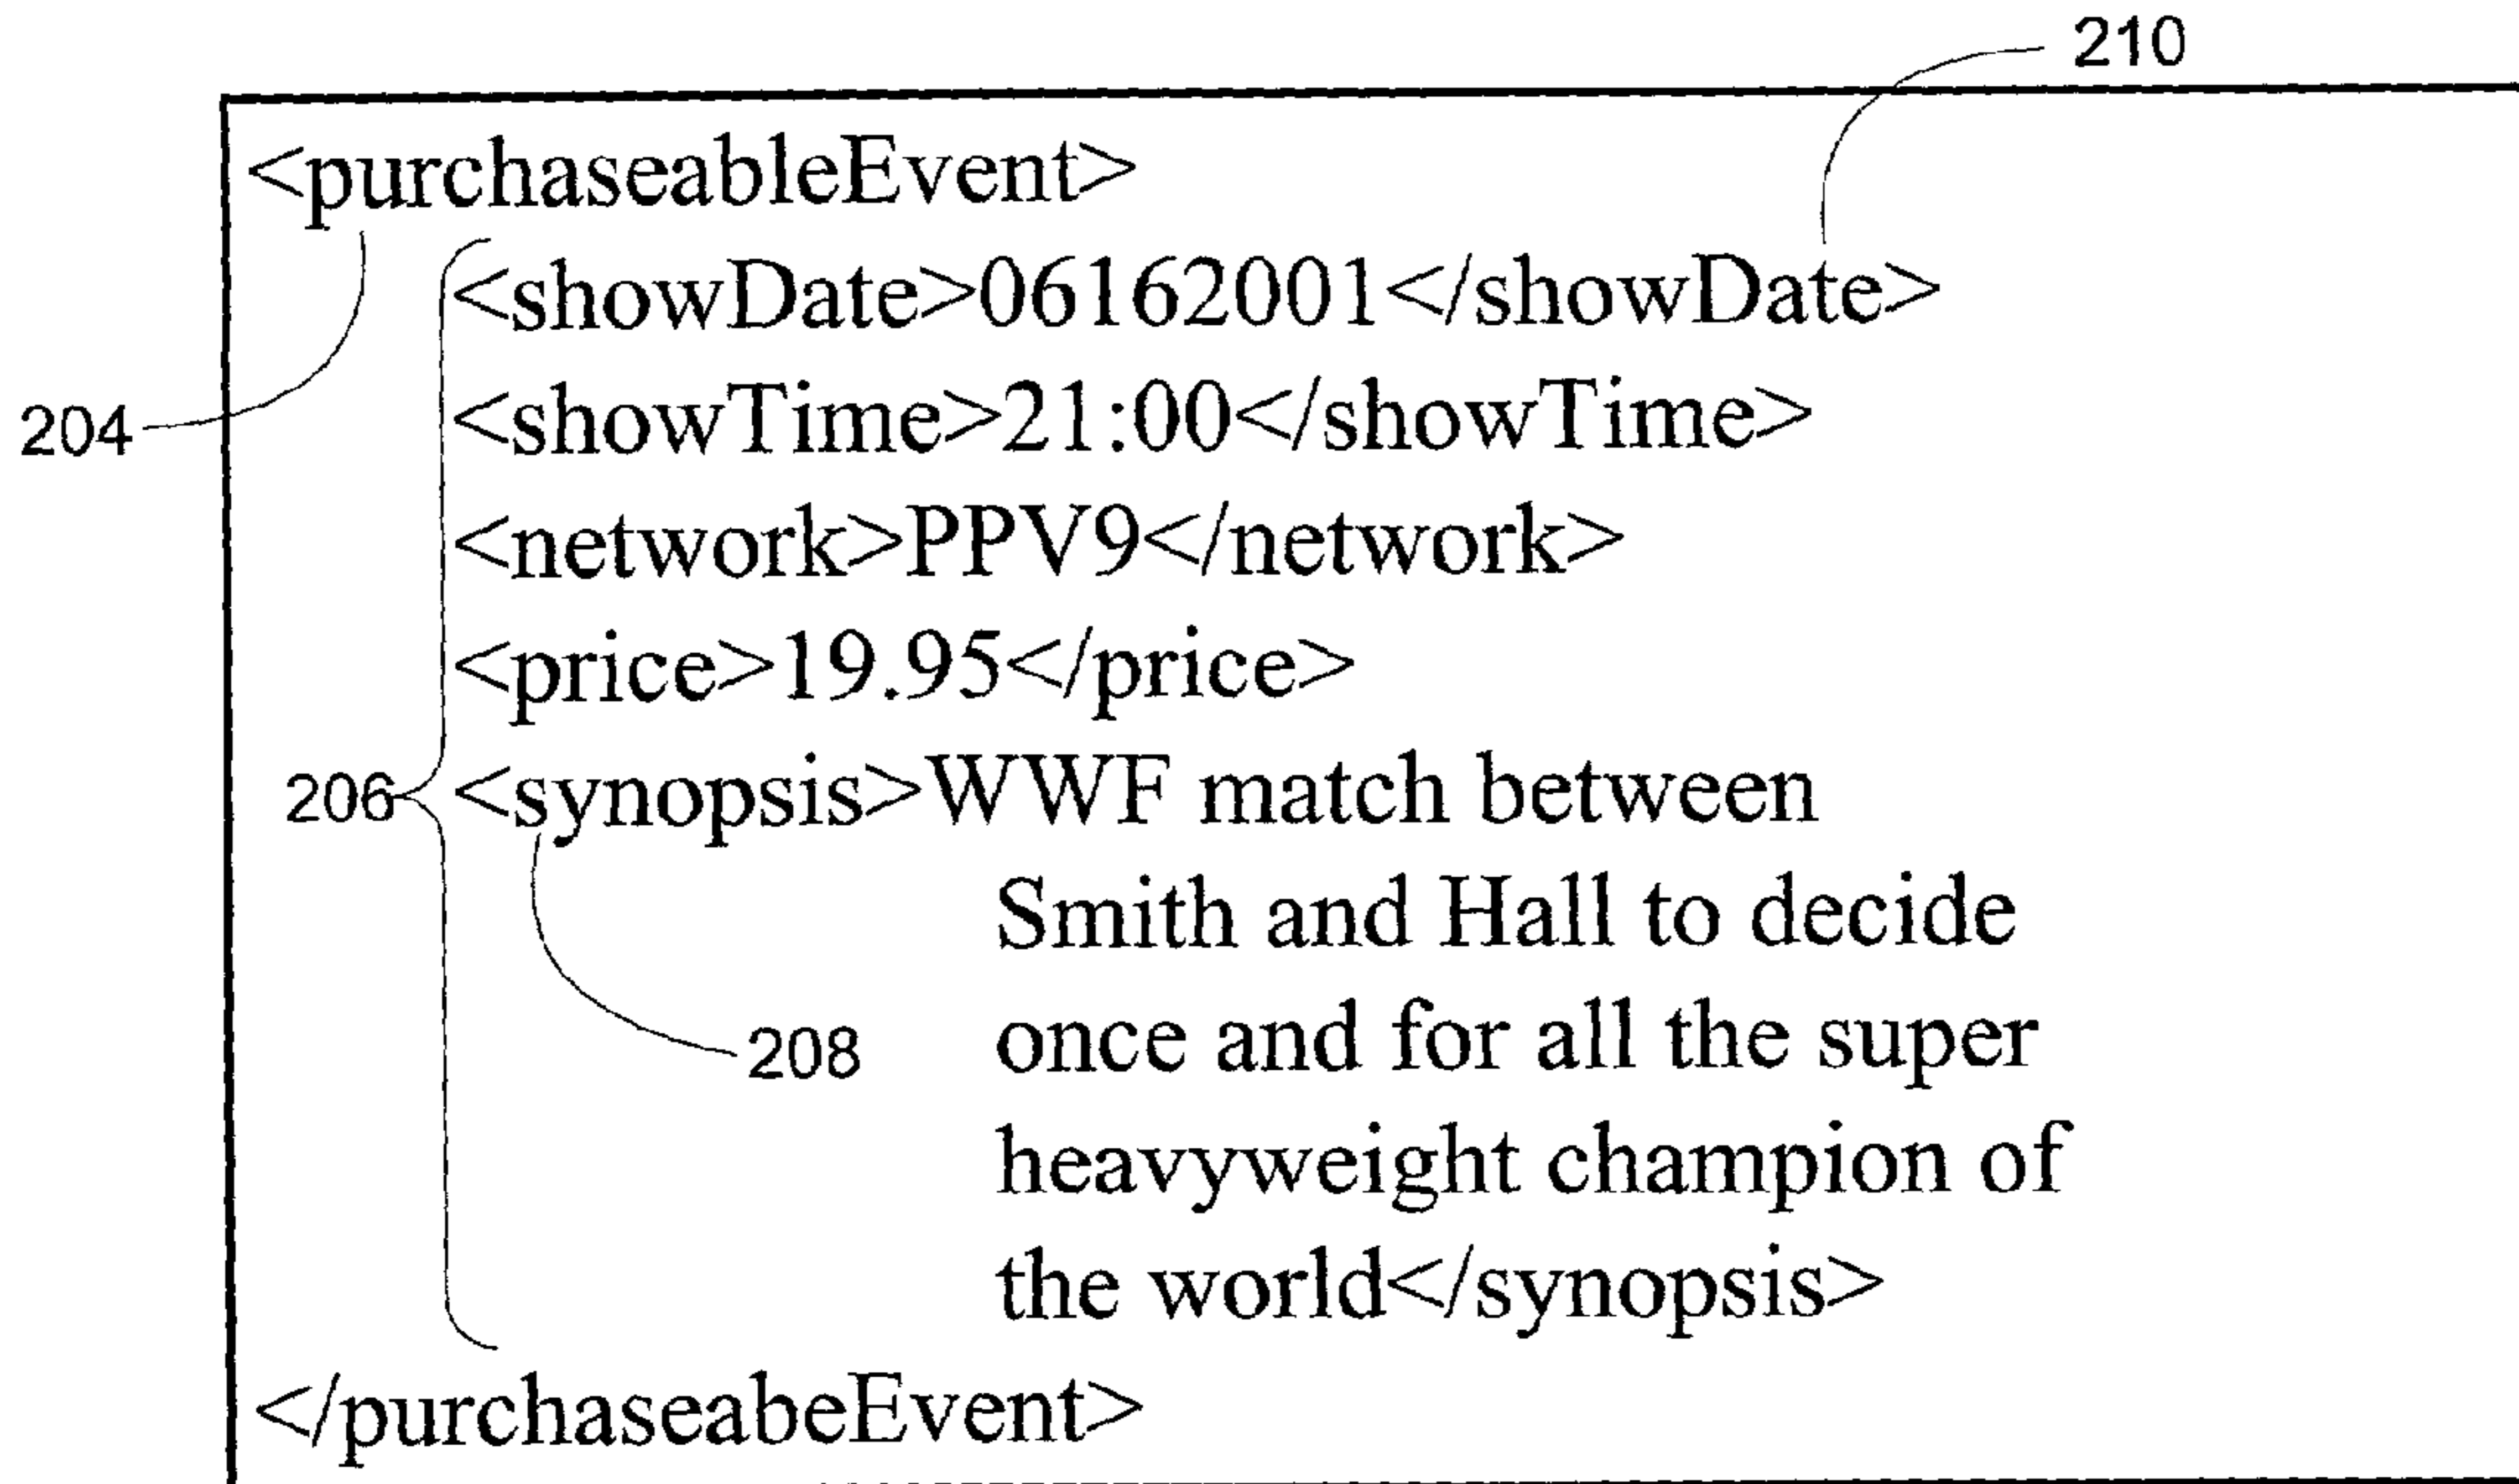 210
<purchaseableEvent>
<showDate>06162001</showDate>
204
<showTime>21:00</showTime>
<network>PPV9</network>
<price>19.95</price>
206
<synopsis>WWF match between
Smith and Hall to decide
208
once and for all the super
heavyweight champion of
the world</synopsis>
</purchaseabeEvent>